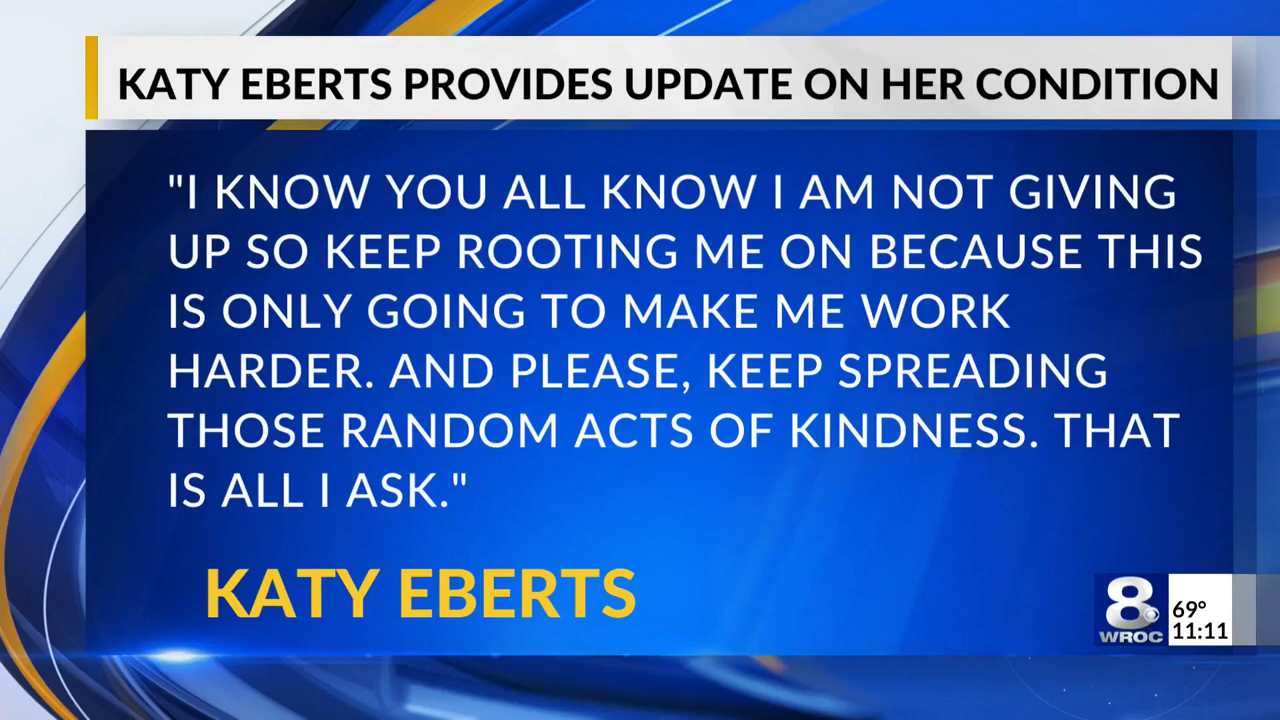 KATY EBERTS PROVIDES UPDATE ON HER CONDITION
"I KNOW YOU ALL KNOW I AM NOT GIVING
UP SO KEEP ROOTING ME ON BECAUSE THIS
IS ONLY GOING TO MAKE ME WORK
HARDER. AND PLEASE, KEEP SPREADING
THOSE RANDOM ACTS OF KINDNESS. THAT
IS ALL I ASK."
KATY EBERTS
8
WROC
69°
11:11